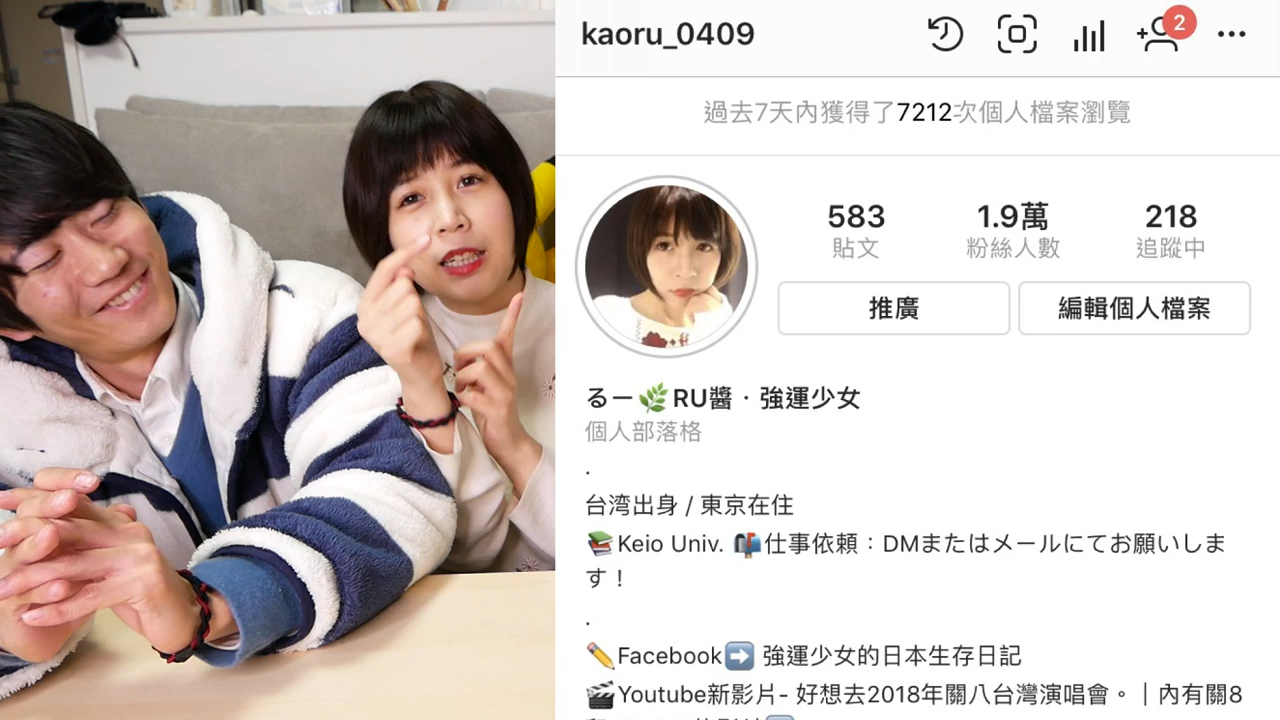 kaoru_0409
2
過去7天內獲得了7212次個人檔案瀏覽
583
1.9萬
218
貼文
粉絲人數
追蹤中
推廣
編輯個人檔案
るー🌿RU醬·強運少女
個人部落格
.
台湾出身 / 東京在住
📚Keio Univ. 📬仕事依頼：DMまたはメールにてお願いしま
す！
.
✏️Facebook➡️ 強運少女的日本生存日記
🎬Youtube新影片- 好想去2018年關八台灣演唱會。｜內有關8